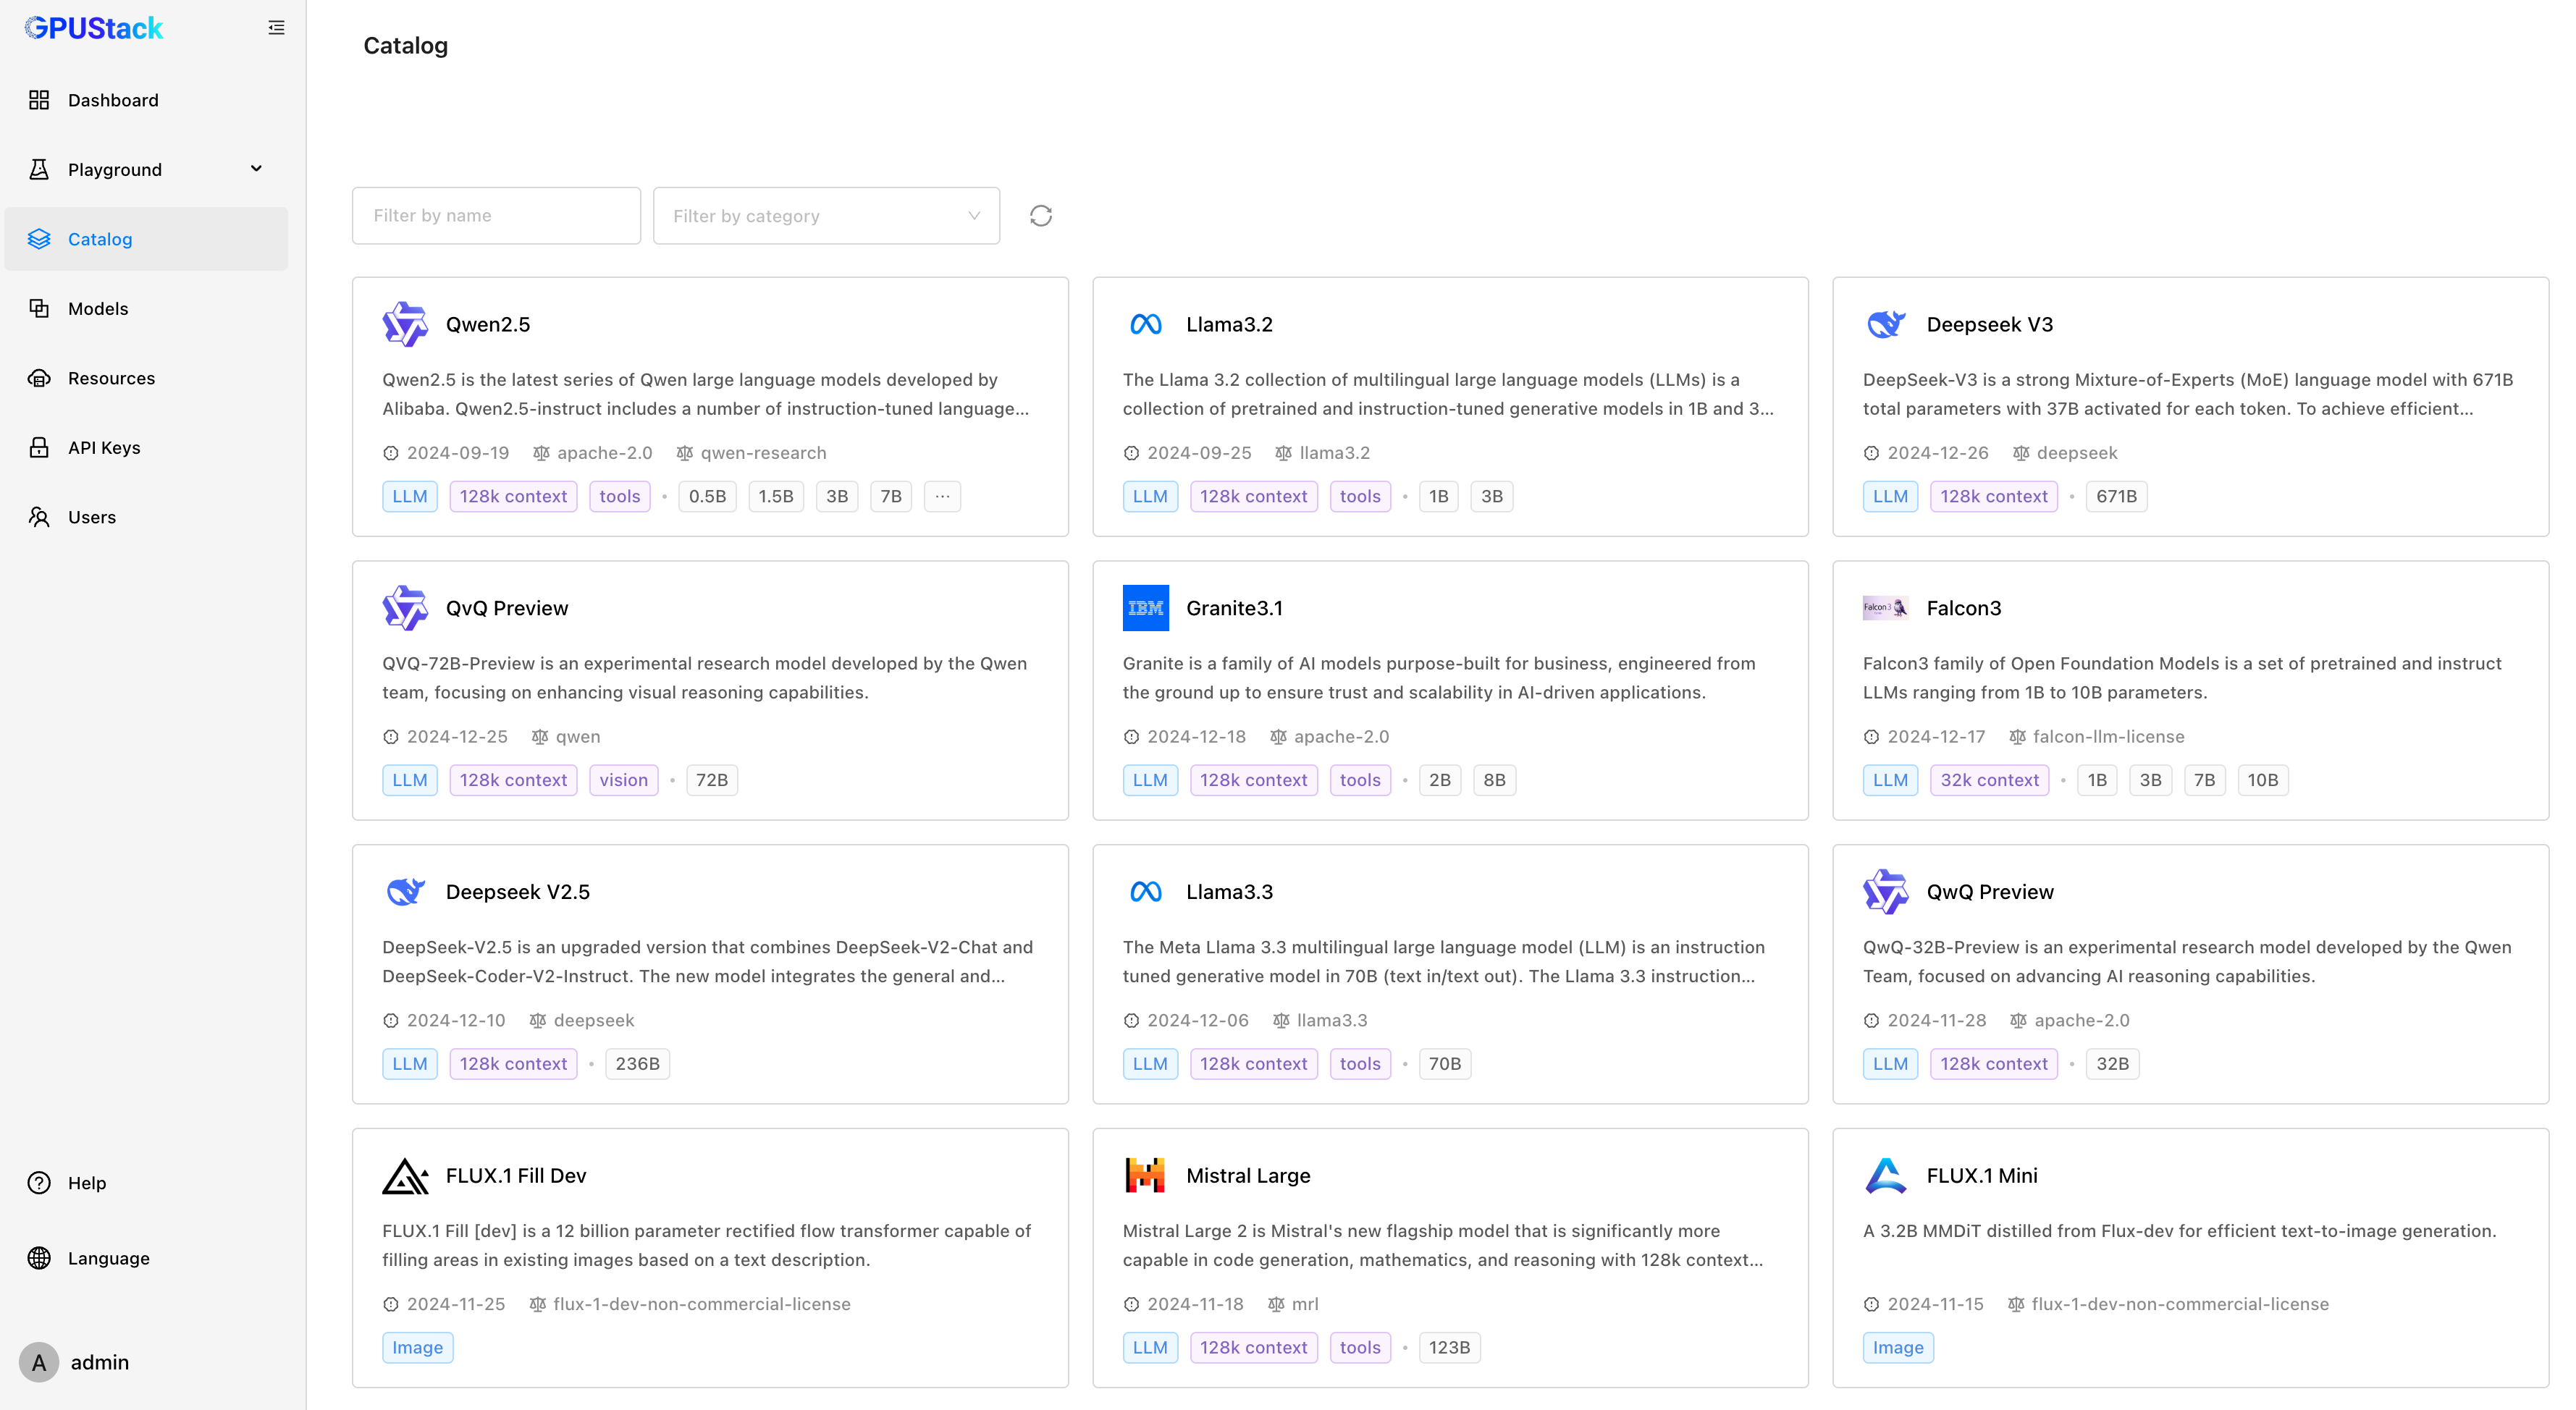 GPUStack
Dashboard
Playground
Catalog
Models
Resources
API Keys
Users
Help
Language
A admin
Catalog
Filter by name
Filter by category
Qwen2.5
Qwen2.5 is the latest series of Qwen large language models developed by
Alibaba. Qwen2.5-instruct includes a number of instruction-tuned language...
2024-09-19 apache-2.0 qwen-research
LLM 128k context tools • 0.5B 1.5B 3B 7B ...
Llama3.2
The Llama 3.2 collection of multilingual large language models (LLMs) is a
collection of pretrained and instruction-tuned generative models in 1B and 3...
2024-09-25 llama3.2
LLM 128k context tools • 1B 3B
Deepseek V3
DeepSeek-V3 is a strong Mixture-of-Experts (MoE) language model with 671B
total parameters with 37B activated for each token. To achieve efficient...
2024-12-26 deepseek
LLM 128k context • 671B
QvQ Preview
QVQ-72B-Preview is an experimental research model developed by the Qwen
team, focusing on enhancing visual reasoning capabilities.
2024-12-25 qwen
LLM 128k context vision • 72B
IBM
Granite3.1
Granite is a family of AI models purpose-built for business, engineered from
the ground up to ensure trust and scalability in AI-driven applications.
2024-12-18 apache-2.0
LLM 128k context tools • 2B 8B
Falcon3
Falcon3
Falcon3 family of Open Foundation Models is a set of pretrained and instruct
LLMs ranging from 1B to 10B parameters.
2024-12-17 falcon-llm-license
LLM 32k context • 1B 3B 7B 10B
Deepseek V2.5
DeepSeek-V2.5 is an upgraded version that combines DeepSeek-V2-Chat and
DeepSeek-Coder-V2-Instruct. The new model integrates the general and...
2024-12-10 deepseek
LLM 128k context • 236B
Llama3.3
The Meta Llama 3.3 multilingual large language model (LLM) is an instruction
tuned generative model in 70B (text in/text out). The Llama 3.3 instruction...
2024-12-06 llama3.3
LLM 128k context tools • 70B
QwQ Preview
QwQ-32B-Preview is an experimental research model developed by the Qwen
Team, focused on advancing AI reasoning capabilities.
2024-11-28 apache-2.0
LLM 128k context • 32B
FLUX.1 Fill Dev
FLUX.1 Fill [dev] is a 12 billion parameter rectified flow transformer capable of
filling areas in existing images based on a text description.
2024-11-25 flux-1-dev-non-commercial-license
Image
Mistral Large
Mistral Large 2 is Mistral's new flagship model that is significantly more
capable in code generation, mathematics, and reasoning with 128k context...
2024-11-18 mrl
LLM 128k context tools • 123B
FLUX.1 Mini
A 3.2B MMDiT distilled from Flux-dev for efficient text-to-image generation.
2024-11-15 flux-1-dev-non-commercial-license
Image